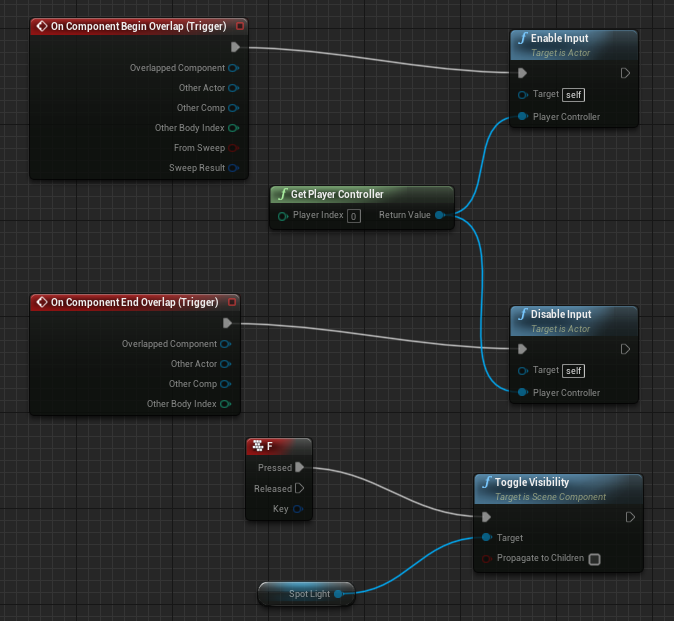 On Component Begin Overlap (Trigger)
Overlapped Component
Other Actor
Other Comp
Other Body Index
From Sweep
Sweep Result
f Enable Input
Target is Actor
Target self
Player Controller
f Get Player Controller
Player Index 0 Return Value
On Component End Overlap (Trigger)
Overlapped Component
Other Actor
Other Comp
Other Body Index
f Disable Input
Target is Actor
Target self
Player Controller
F
Pressed
Released
Key
f Toggle Visibility
Target is Scene Component
Target
Propagate to Children
Spot Light